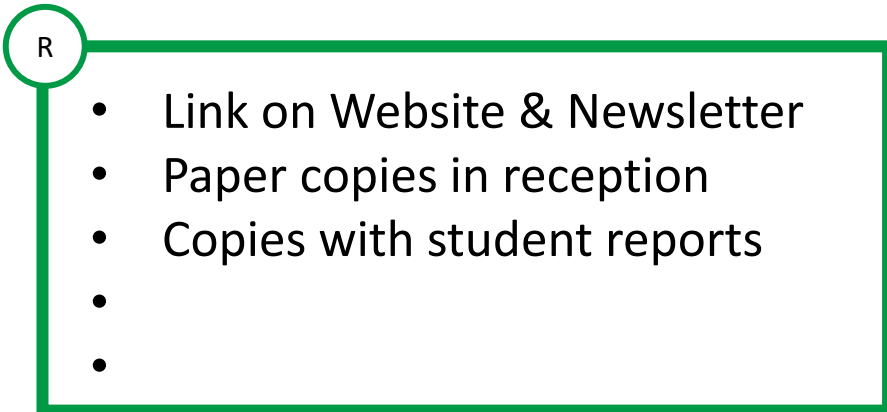 R
• Link on Website & Newsletter
• Paper copies in reception
• Copies with student reports
•
•